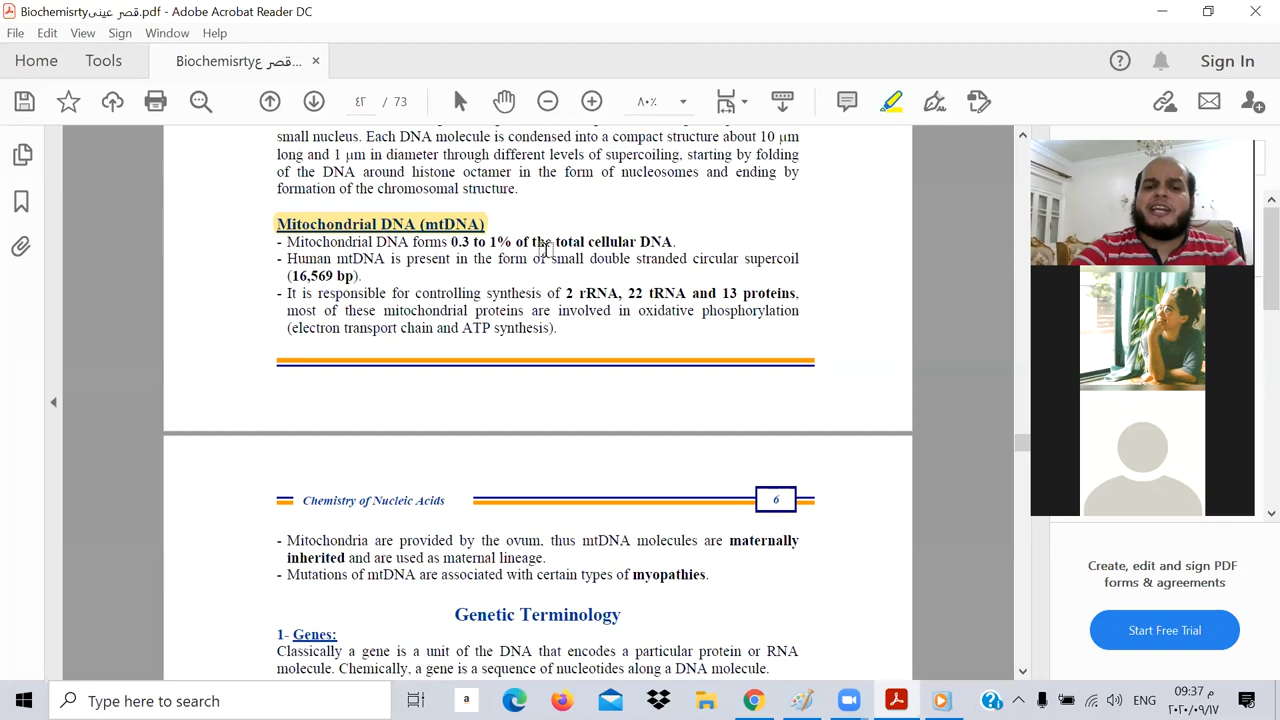 Biochemisrtyقصر عينى.pdf - Adobe Acrobat Reader DC
File Edit View Sign Window Help
Home Tools Biochemisrtyقصر ع... × Sign In
٤٢ / 73 ٨٠٪
small nucleus. Each DNA molecule is condensed into a compact structure about 10 μm
long and 1 μm in diameter through different levels of supercoiling, starting by folding
of the DNA around histone octamer in the form of nucleosomes and ending by
formation of the chromosomal structure.
Mitochondrial DNA (mtDNA)
- Mitochondrial DNA forms 0.3 to 1% of the total cellular DNA.
- Human mtDNA is present in the form of small double stranded circular supercoil
(16,569 bp).
- It is responsible for controlling synthesis of 2 rRNA, 22 tRNA and 13 proteins,
most of these mitochondrial proteins are involved in oxidative phosphorylation
(electron transport chain and ATP synthesis).
Chemistry of Nucleic Acids 6
- Mitochondria are provided by the ovum, thus mtDNA molecules are maternally
inherited and are used as maternal lineage.
- Mutations of mtDNA are associated with certain types of myopathies.
Genetic Terminology
1- Genes:
Classically a gene is a unit of the DNA that encodes a particular protein or RNA
molecule. Chemically, a gene is a sequence of nucleotides along a DNA molecule.
Create, edit and sign PDF
forms & agreements
Start Free Trial
Type here to search
a
ENG
09:37 م
٢٠٢٠/٠٩/١٧